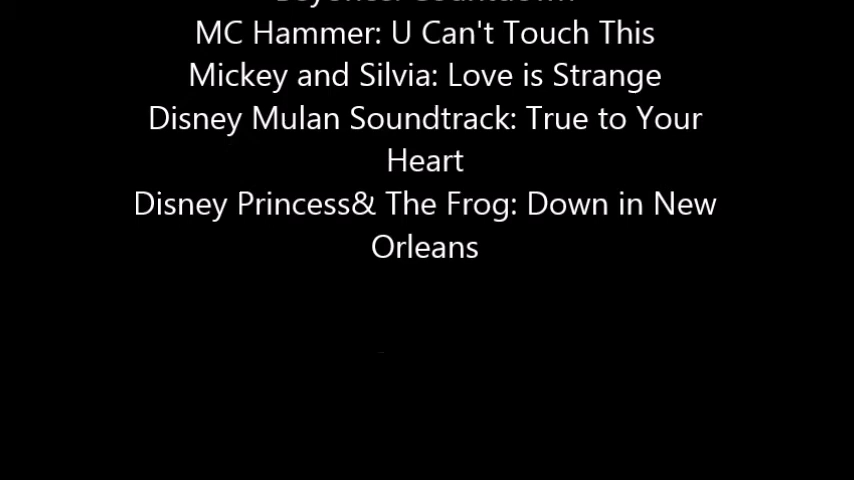 MC Hammer: U Can't Touch This
Mickey and Silvia: Love is Strange
Disney Mulan Soundtrack: True to Your
Heart
Disney Princess& The Frog: Down in New
Orleans